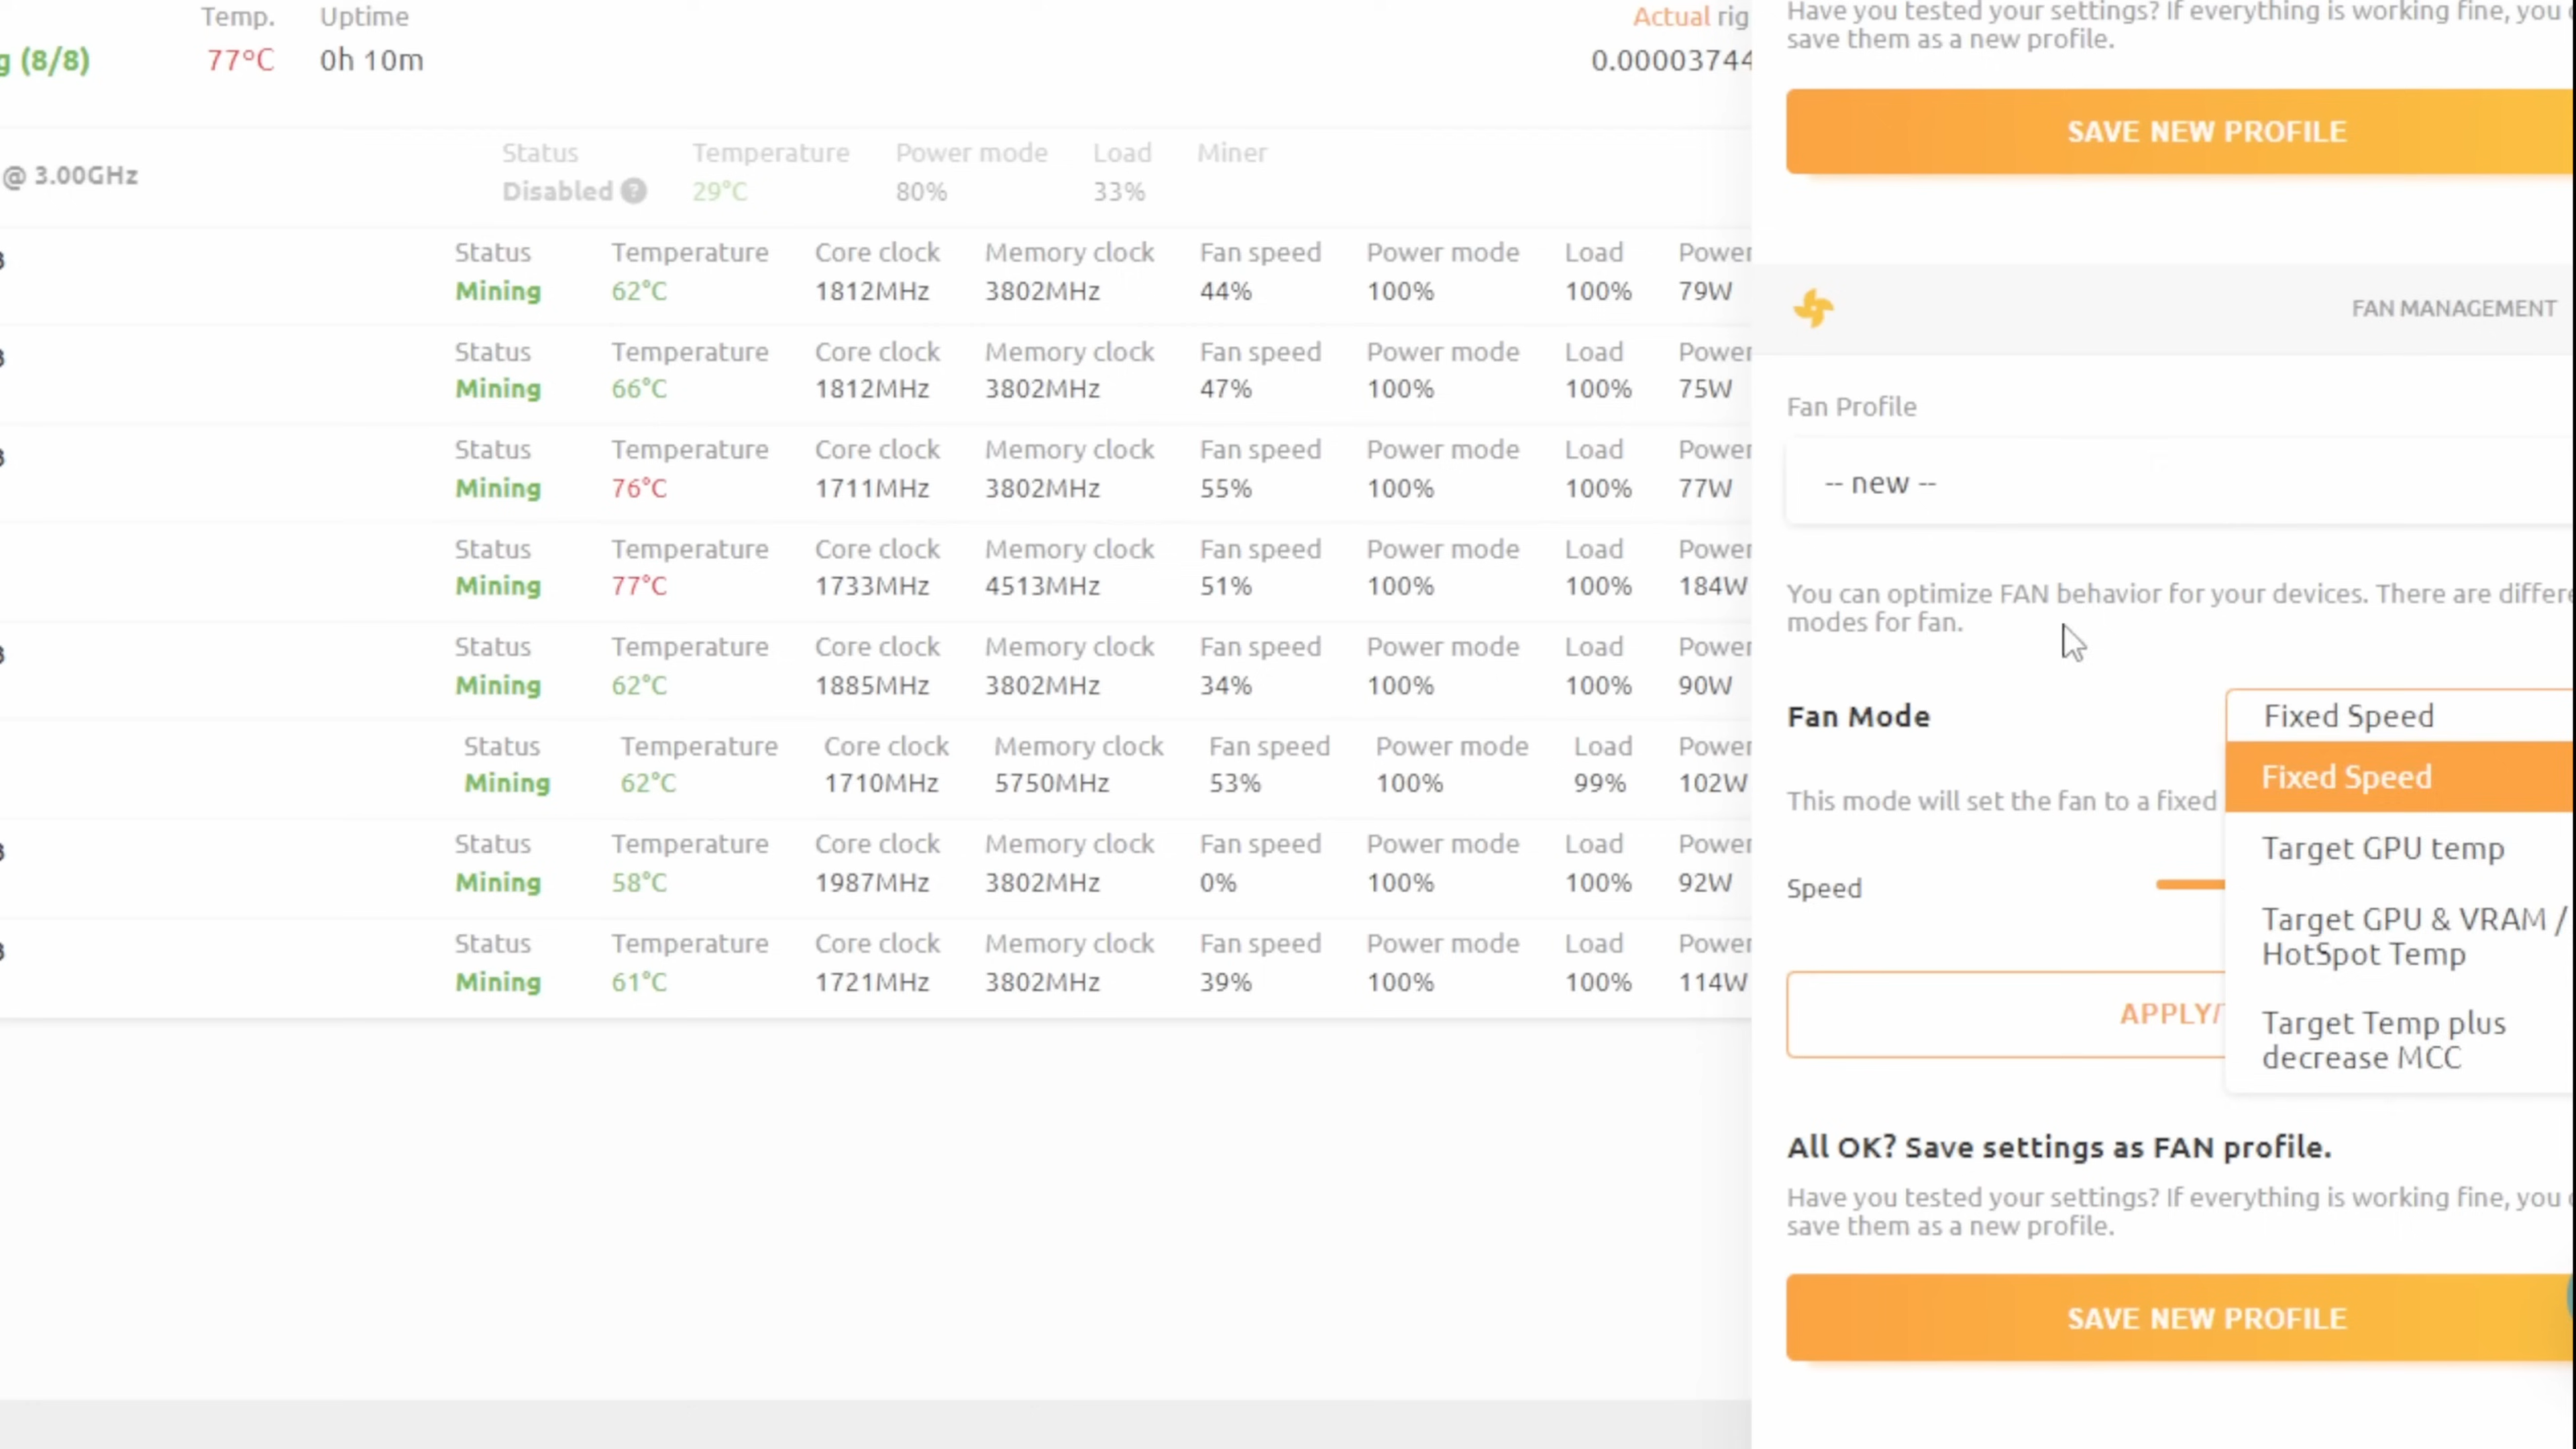 Temp. Uptime Actual rig
g (8/8) 77°C 0h 10m 0.00003744
Status Temperature Power mode Load Miner
@ 3.00GHz Disabled ? 29°C 80% 33%
Status Temperature Core clock Memory clock Fan speed Power mode Load Power
Mining 62°C 1812MHz 3802MHz 44% 100% 100% 79W
Status Temperature Core clock Memory clock Fan speed Power mode Load Power
Mining 66°C 1812MHz 3802MHz 47% 100% 100% 75W
Status Temperature Core clock Memory clock Fan speed Power mode Load Power
Mining 76°C 1711MHz 3802MHz 55% 100% 100% 77W
Status Temperature Core clock Memory clock Fan speed Power mode Load Power
Mining 77°C 1733MHz 4513MHz 51% 100% 100% 184W
Status Temperature Core clock Memory clock Fan speed Power mode Load Power
Mining 62°C 1885MHz 3802MHz 34% 100% 100% 90W
Status Temperature Core clock Memory clock Fan speed Power mode Load Power
Mining 62°C 1710MHz 5750MHz 53% 100% 99% 102W
Status Temperature Core clock Memory clock Fan speed Power mode Load Power
Mining 58°C 1987MHz 3802MHz 0% 100% 100% 92W
Status Temperature Core clock Memory clock Fan speed Power mode Load Power
Mining 61°C 1721MHz 3802MHz 39% 100% 100% 114W
Have you tested your settings? If everything is working fine, you
save them as a new profile.
SAVE NEW PROFILE
FAN MANAGEMENT
Fan Profile
-- new --
You can optimize FAN behavior for your devices. There are differe
modes for fan.
Fan Mode
Fixed Speed
Fixed Speed
Target GPU temp
Target GPU & VRAM /
HotSpot Temp
Target Temp plus
decrease MCC
This mode will set the fan to a fixed
Speed
APPLY/
All OK? Save settings as FAN profile.
Have you tested your settings? If everything is working fine, you
save them as a new profile.
SAVE NEW PROFILE